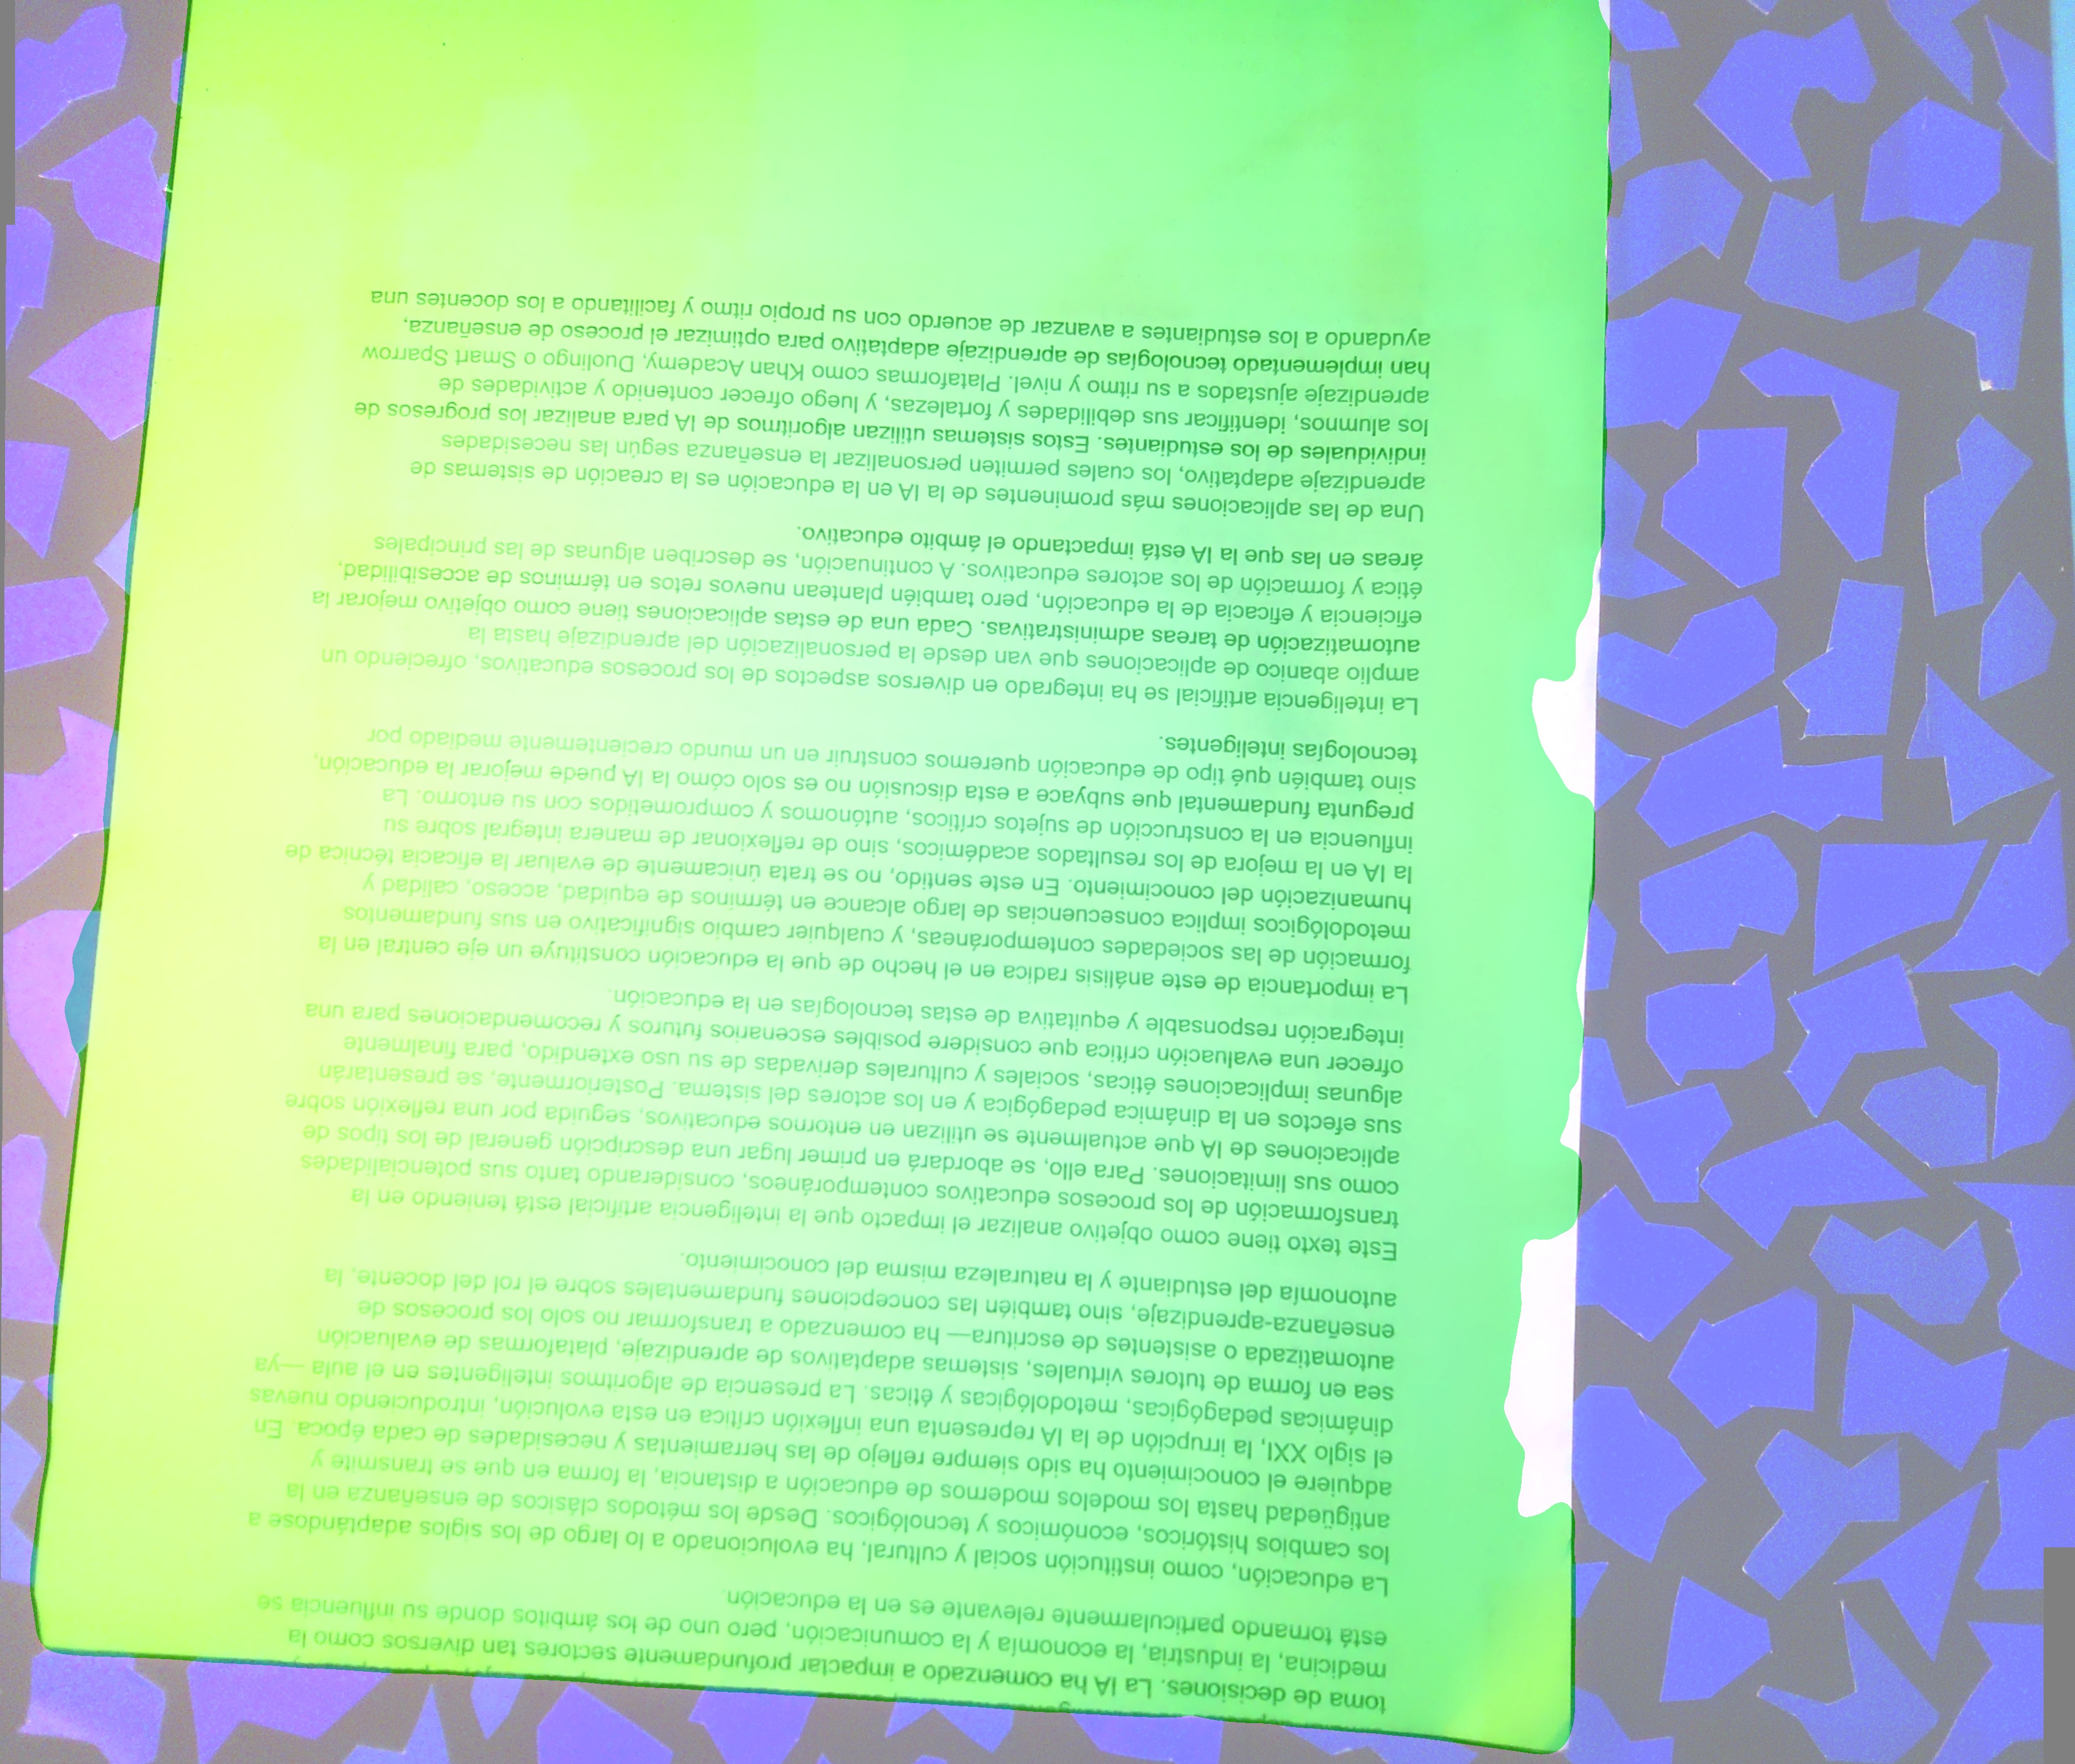 toma de decisiones. La IA ha comenzado a impactar profundamente sectores tan diversos como la
medicina, la industria, la economía y la comunicación, pero uno de los ámbitos donde su influencia se
está tornando particularmente relevante es en la educación.
La educación, como institución social y cultural, ha evolucionado a lo largo de los siglos adaptándose a
los cambios históricos, económicos y tecnológicos. Desde los métodos clásicos de enseñanza en la
antigüedad hasta los modelos modernos de educación a distancia, la forma en que se transmite y
adquiere el conocimiento ha sido siempre reflejo de las herramientas y necesidades de cada época. En
el siglo XXI, la irrupción de la IA representa una inflexión crítica en esta evolución, introduciendo nuevas
dinámicas pedagógicas, metodológicas y éticas. La presencia de algoritmos inteligentes en el aula —ya
sea en forma de tutores virtuales, sistemas adaptativos de aprendizaje, plataformas de evaluación
automatizada o asistentes de escritura— ha comenzado a transformar no solo los procesos de
enseñanza-aprendizaje, sino también las concepciones fundamentales sobre el rol del docente, la
autonomía del estudiante y la naturaleza misma del conocimiento.
Este texto tiene como objetivo analizar el impacto que la inteligencia artificial está teniendo en la
transformación de los procesos educativos contemporáneos, considerando tanto sus potencialidades
como sus limitaciones. Para ello, se abordará en primer lugar una descripción general de los tipos de
aplicaciones de IA que actualmente se utilizan en entornos educativos, seguida por una reflexión sobre
sus efectos en la dinámica pedagógica y en los actores del sistema. Posteriormente, se presentarán
algunas implicaciones éticas, sociales y culturales derivadas de su uso extendido, para finalmente
ofrecer una evaluación crítica que considere posibles escenarios futuros y recomendaciones para una
integración responsable y equitativa de estas tecnologías en la educación.
La importancia de este análisis radica en el hecho de que la educación constituye un eje central en la
formación de las sociedades contemporáneas, y cualquier cambio significativo en sus fundamentos
metodológicos implica consecuencias de largo alcance en términos de equidad, acceso, calidad y
humanización del conocimiento. En este sentido, no se trata únicamente de evaluar la eficacia técnica de
la IA en la mejora de los resultados académicos, sino de reflexionar de manera integral sobre su
influencia en la construcción de sujetos críticos, autónomos y comprometidos con su entorno. La
pregunta fundamental que subyace a esta discusión no es solo cómo la IA puede mejorar la educación,
sino también qué tipo de educación queremos construir en un mundo crecientemente mediado por
tecnologías inteligentes.
La inteligencia artificial se ha integrado en diversos aspectos de los procesos educativos, ofreciendo un
amplio abanico de aplicaciones que van desde la personalización del aprendizaje hasta la
automatización de tareas administrativas. Cada una de estas aplicaciones tiene como objetivo mejorar la
eficiencia y eficacia de la educación, pero también plantean nuevos retos en términos de accesibilidad,
ética y formación de los actores educativos. A continuación, se describen algunas de las principales
áreas en las que la IA está impactando el ámbito educativo.
Una de las aplicaciones más prominentes de la IA en la educación es la creación de sistemas de
aprendizaje adaptativo, los cuales permiten personalizar la enseñanza según las necesidades
individuales de los estudiantes. Estos sistemas utilizan algoritmos de IA para analizar los progresos de
los alumnos, identificar sus debilidades y fortalezas, y luego ofrecer contenido y actividades de
aprendizaje ajustados a su ritmo y nivel. Plataformas como Khan Academy, Duolingo o Smart Sparrow
han implementado tecnologías de aprendizaje adaptativo para optimizar el proceso de enseñanza,
ayudando a los estudiantes a avanzar de acuerdo con su propio ritmo y facilitando a los docentes una